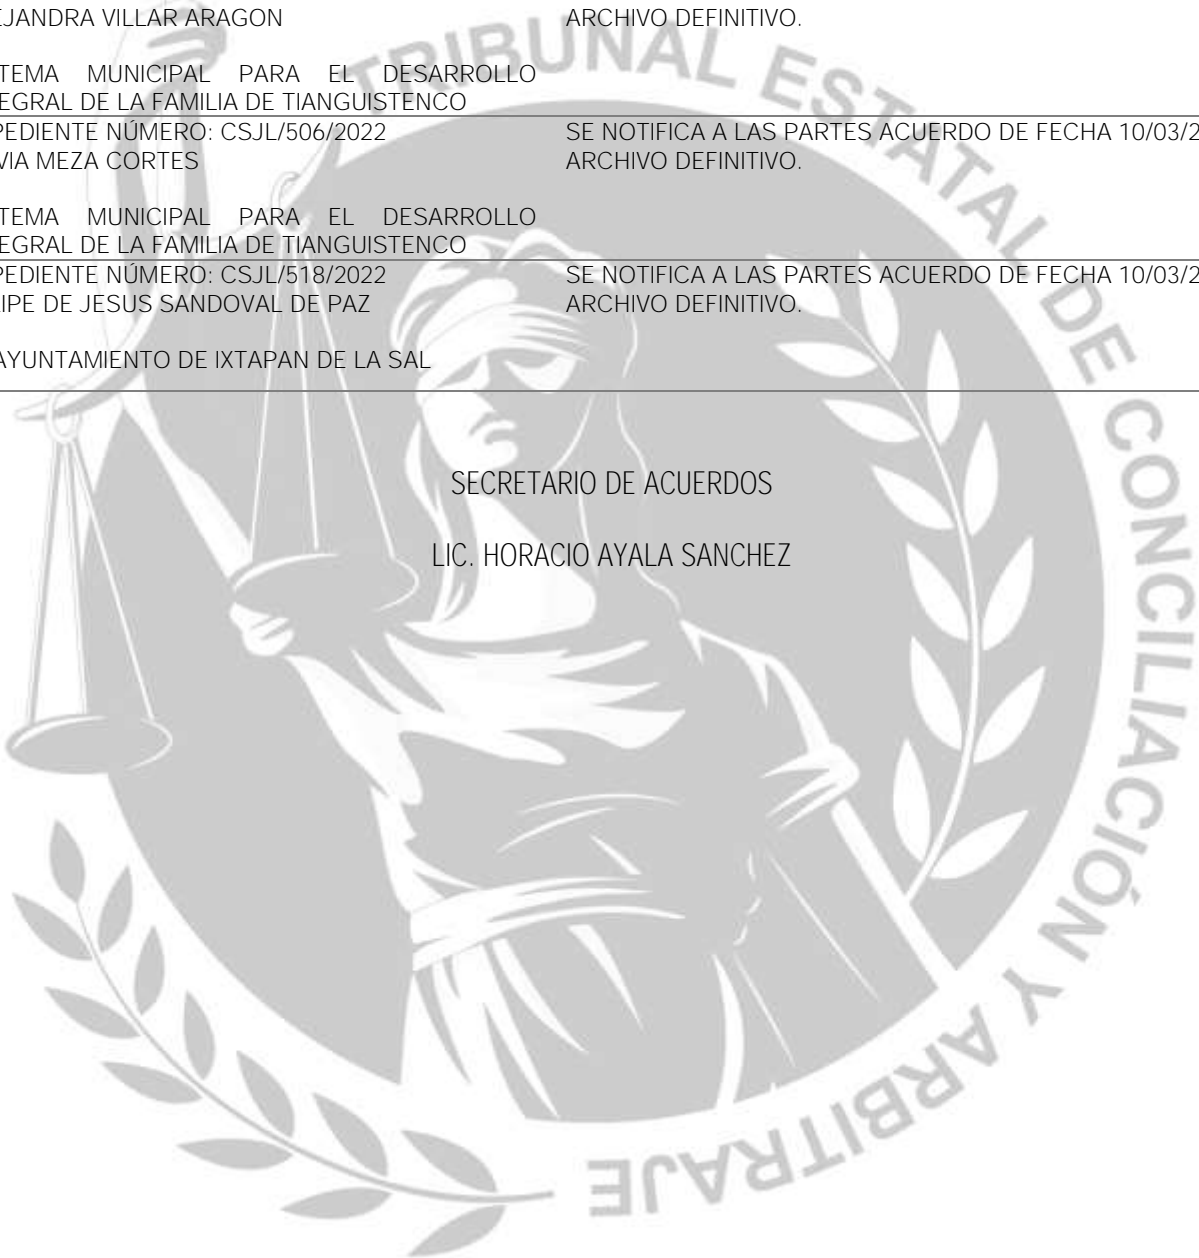 EJANDRA VILLAR ARAGON ARCHIVO DEFINITIVO.
TEMA MUNICIPAL PARA EL DESARROLLO
EGRAL DE LA FAMILIA DE TIANGUISTENCO
PEDIENTE NÚMERO: CSJL/506/2022 SE NOTIFICA A LAS PARTES ACUERDO DE FECHA 10/03/2
VIA MEZA CORTES ARCHIVO DEFINITIVO.
TEMA MUNICIPAL PARA EL DESARROLLO
EGRAL DE LA FAMILIA DE TIANGUISTENCO
PEDIENTE NÚMERO: CSJL/518/2022 SE NOTIFICA A LAS PARTES ACUERDO DE FECHA 10/03/2
IPE DE JESUS SANDOVAL DE PAZ ARCHIVO DEFINITIVO.
AYUNTAMIENTO DE IXTAPAN DE LA SAL
SECRETARIO DE ACUERDOS
LIC. HORACIO AYALA SANCHEZ
TRIBUNAL ESTATAL DE CONCILIACIÓN Y ARBITRAJE